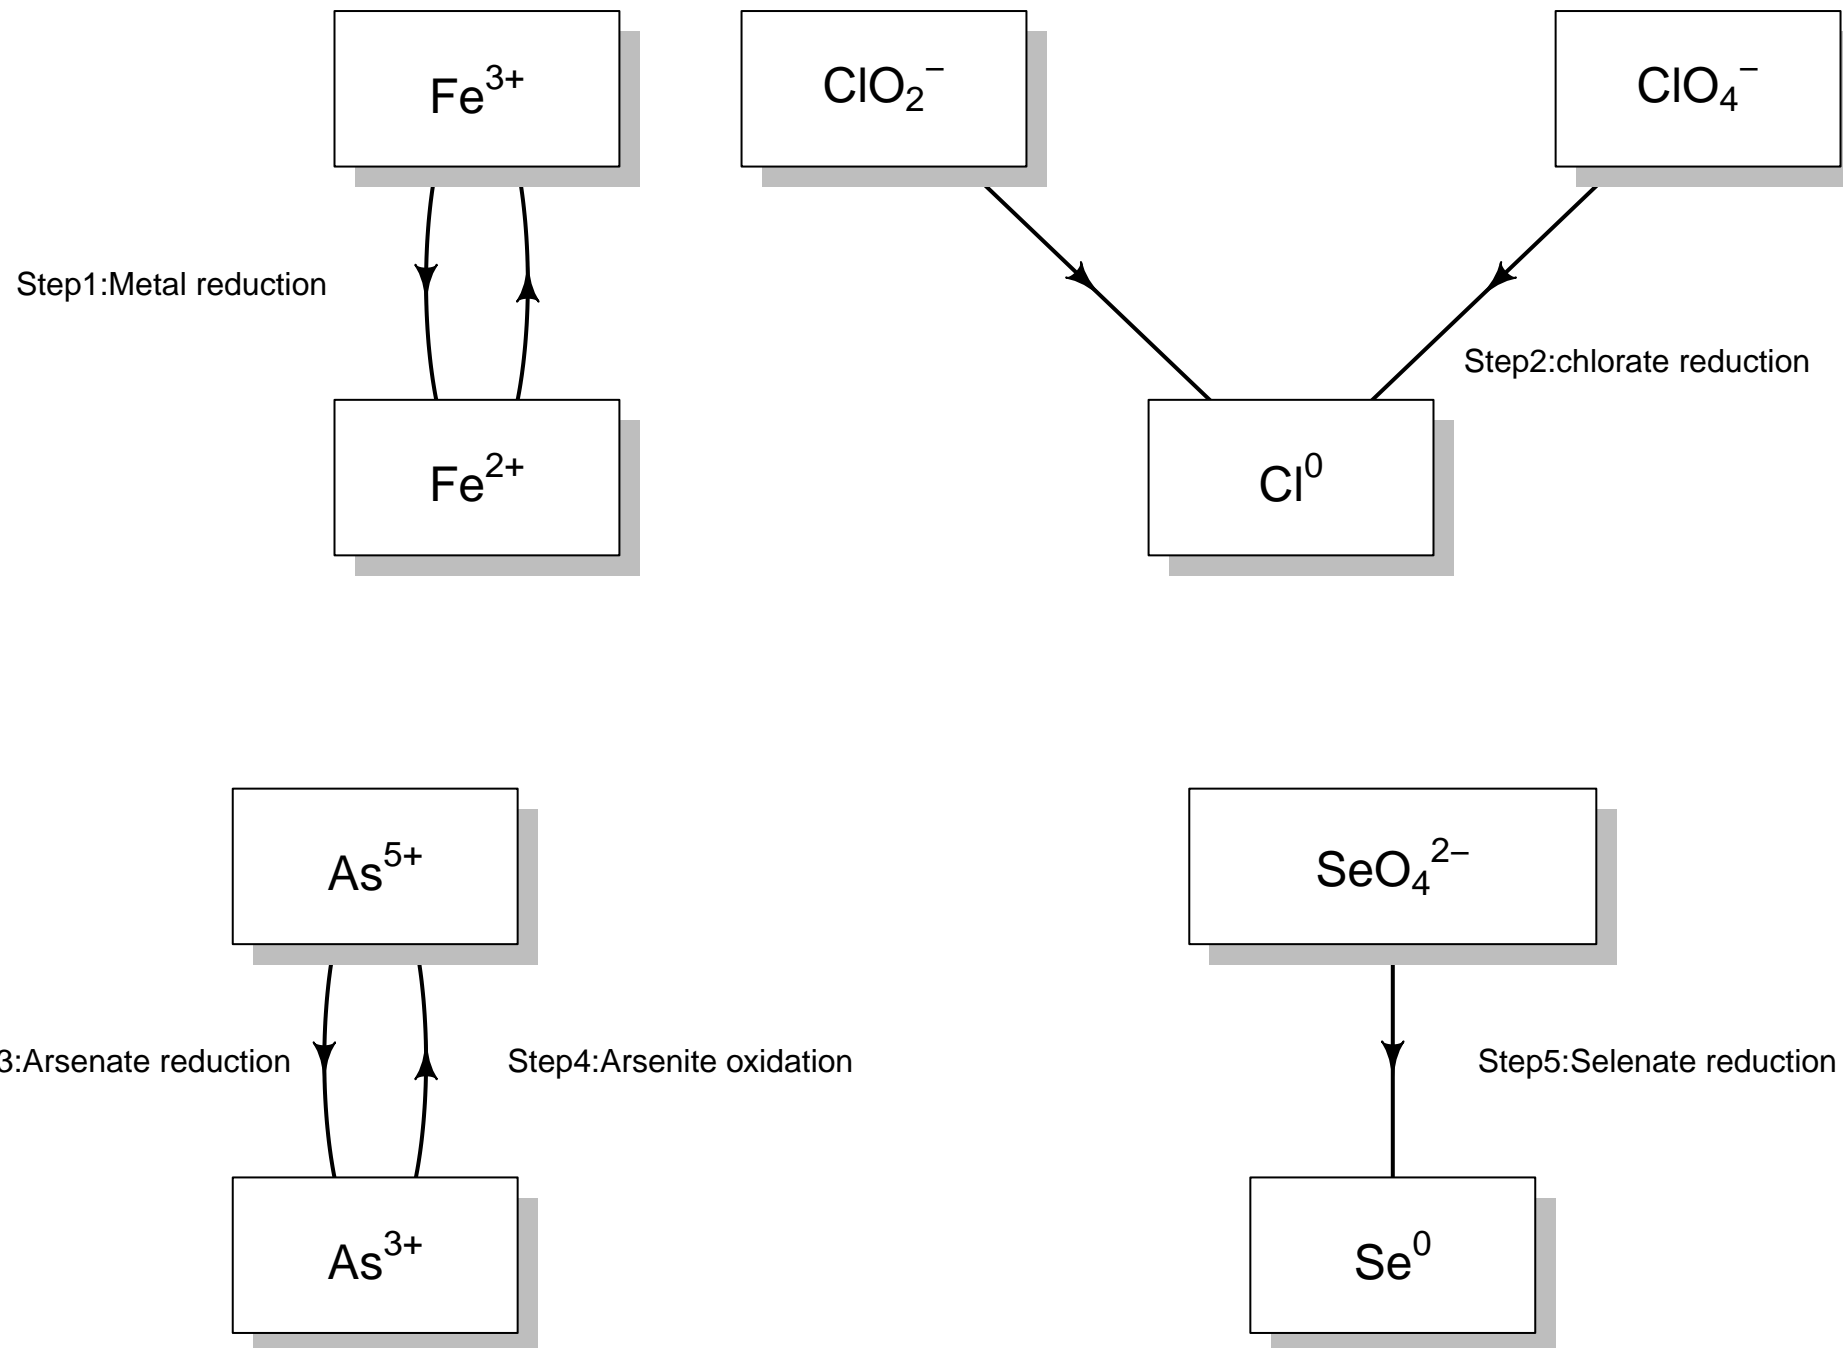 Fe³⁺
ClO₂⁻
ClO₄⁻
Step1:Metal reduction
Step2:chlorate reduction
Fe²⁺
Cl⁰
As⁵⁺
SeO₄²⁻
3:Arsenate reduction
Step4:Arsenite oxidation
Step5:Selenate reduction
As³⁺
Se⁰